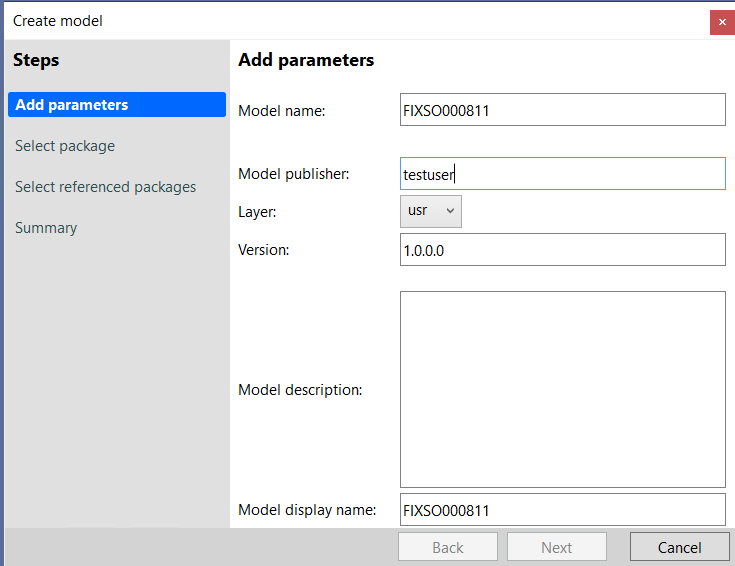 Create model
Steps
Add parameters
Select package
Select referenced packages
Summary
Add parameters
Model name: FIXSO000811
Model publisher: testuser
Layer: usr
Version: 1.0.0.0
Model description:
Model display name: FIXSO000811
Back Next Cancel